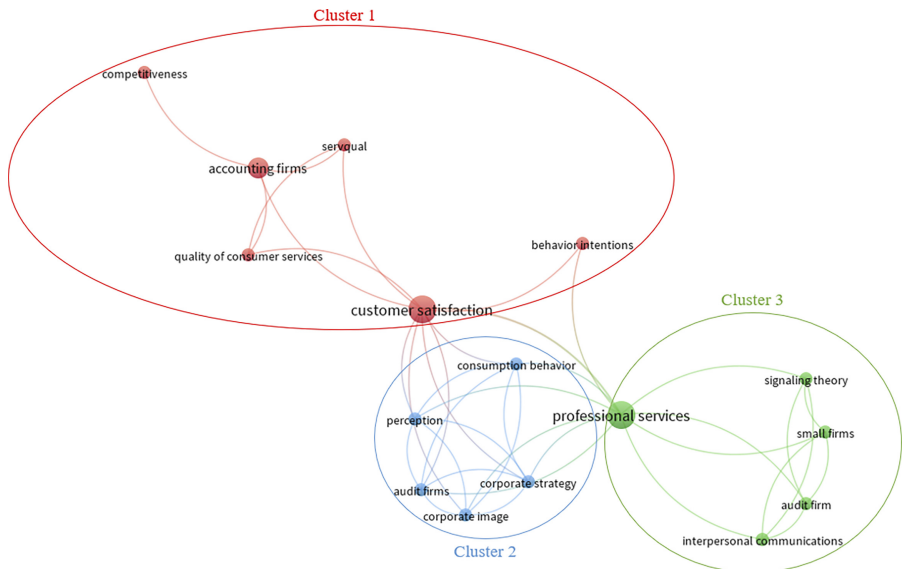 Cluster 1
competitiveness
servqual
accounting firms
behavior intentions
quality of consumer services
customer satisfaction
Cluster 3
consumption behavior
signaling theory
perception
professional services
small firms
corporate strategy
audit firms
audit firm
corporate image
interpersonal communications
Cluster 2